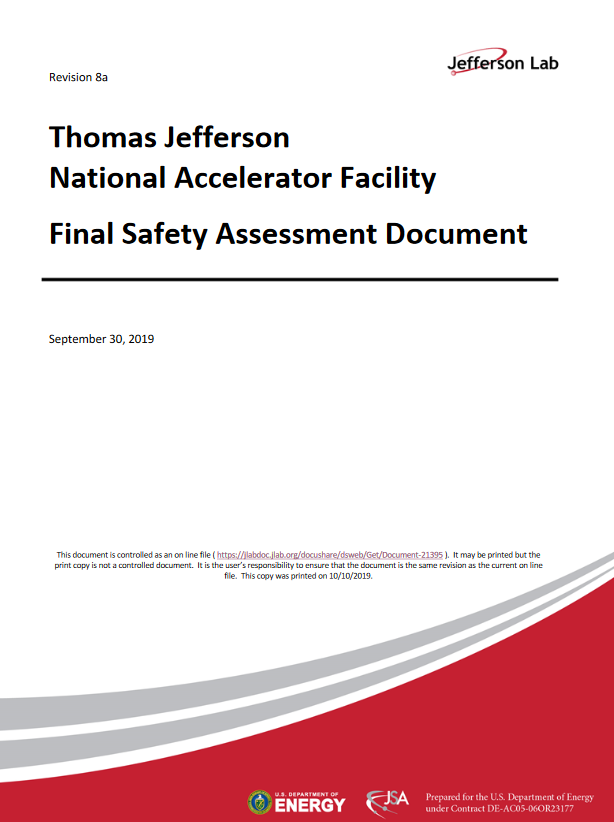 Jefferson Lab
Revision 8a
Thomas Jefferson
National Accelerator Facility
Final Safety Assessment Document
September 30, 2019
This document is controlled as an on line file ( https://jlabdoc.jlab.org/docushare/dsweb/Get/Document-21395 ).  It may be printed but the
print copy is not a controlled document.  It is the user's responsibility to ensure that the document is the same revision as the current on line
file.  This copy was printed on 10/10/2019.
U.S. DEPARTMENT OF
ENERGY
JSA
Prepared for the U.S. Department of Energy
under Contract DE-AC05-06OR23177